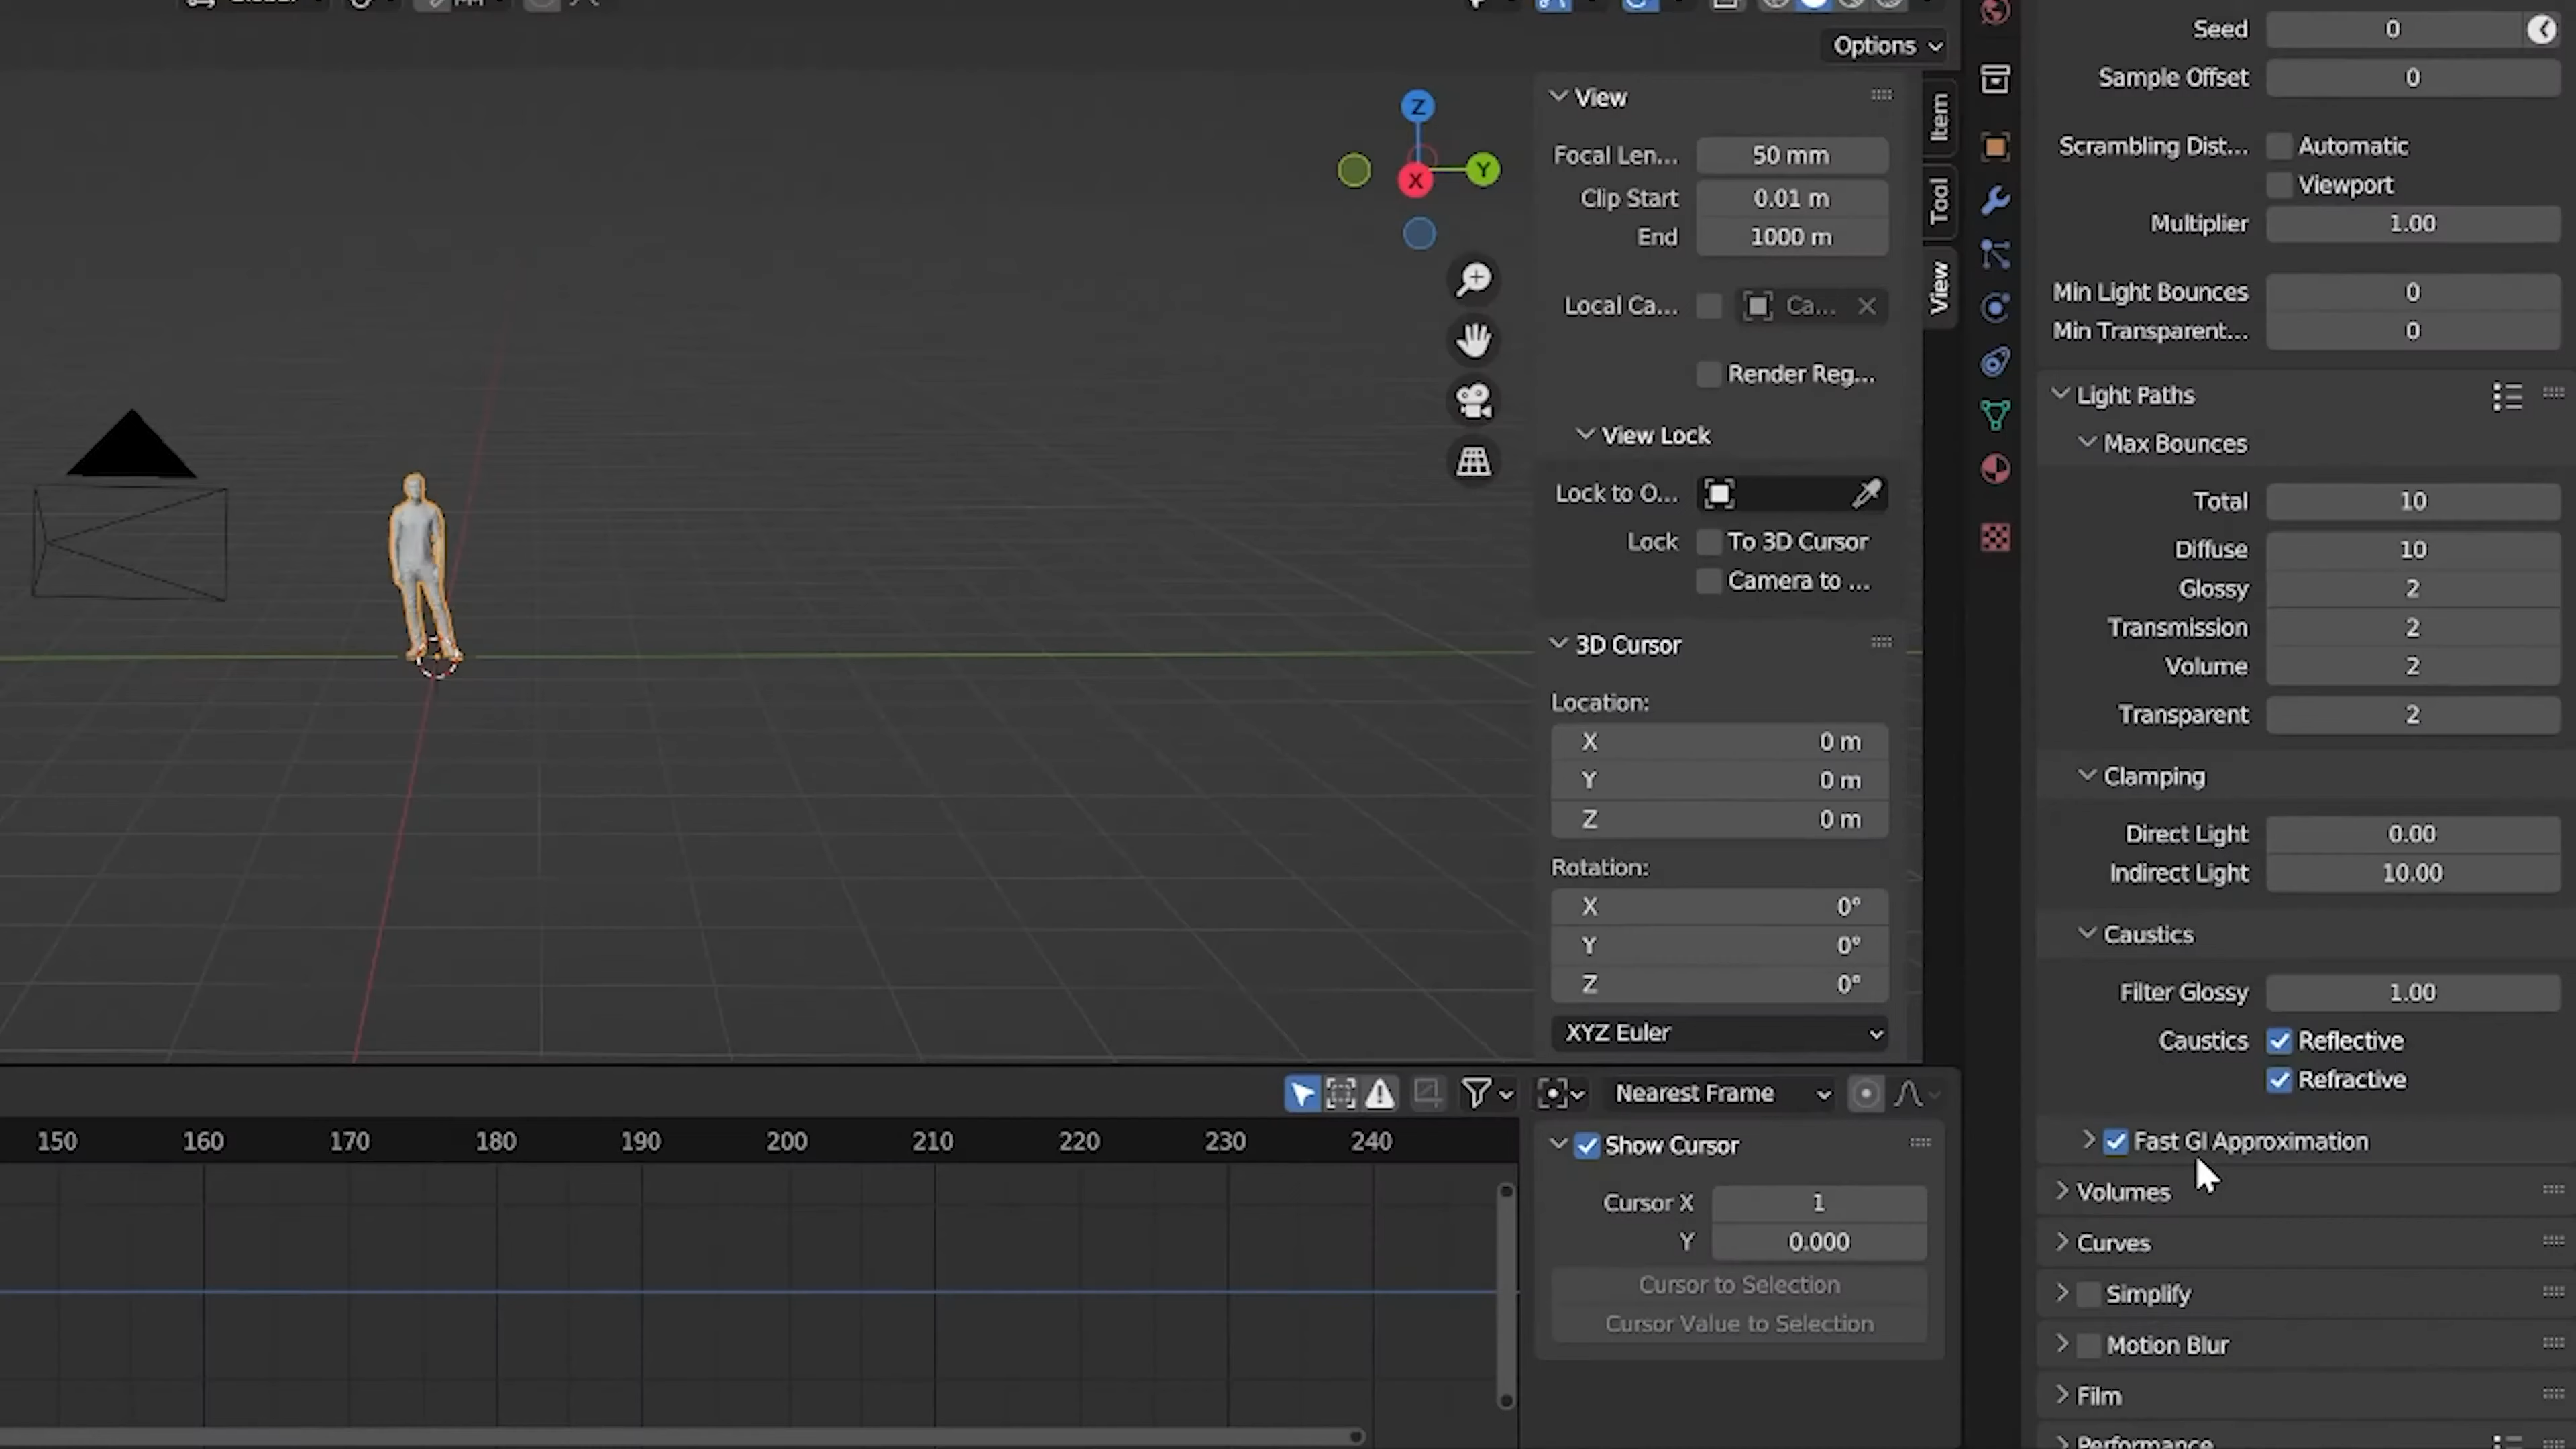 Options
Z
Y
X
View
Focal Len... 50 mm
Clip Start 0.01 m
End 1000 m
Local Ca... Ca...
Render Reg...
View Lock
Lock to O...
Lock To 3D Cursor
Camera to ...
3D Cursor
Location:
X 0 m
Y 0 m
Z 0 m
Rotation:
X 0°
Y 0°
Z 0°
XYZ Euler
Item
Tool
View
Nearest Frame
150 160 170 180 190 200 210 220 230 240
Show Cursor
Cursor X 1
Y 0.000
Cursor to Selection
Cursor Value to Selection
Seed 0
Sample Offset 0
Scrambling Dist... Automatic
Viewport
Multiplier 1.00
Min Light Bounces 0
Min Transparent... 0
Light Paths
Max Bounces
Total 10
Diffuse 10
Glossy 2
Transmission 2
Volume 2
Transparent 2
Clamping
Direct Light 0.00
Indirect Light 10.00
Caustics
Filter Glossy 1.00
Caustics Reflective
Refractive
Fast GI Approximation
Volumes
Curves
Simplify
Motion Blur
Film
Performance